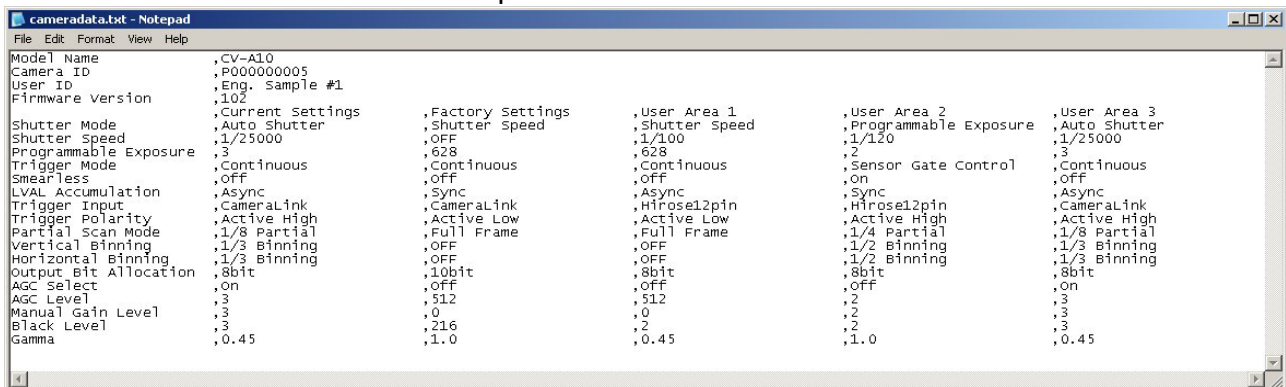 cameradata.txt - Notepad
File Edit Format View Help
Model Name ,CV-A10
Camera ID ,P000000005
User ID ,Eng. Sample #1
Firmware Version ,102
,Current Settings ,Factory Settings ,User Area 1 ,User Area 2 ,User Area 3
Shutter Mode ,Auto Shutter ,Shutter Speed ,Shutter Speed ,Programmable Exposure ,Auto Shutter
Shutter Speed ,1/25000 ,OFF ,1/100 ,1/120 ,1/25000
Programmable Exposure ,3 ,628 ,628 ,2 ,3
Trigger Mode ,Continuous ,Continuous ,Continuous ,Sensor Gate Control ,Continuous
Smearless ,Off ,Off ,Off ,On ,Off
LVAL Accumulation ,Async ,Sync ,Async ,Sync ,Async
Trigger Input ,CameraLink ,CameraLink ,Hirose12pin ,Hirose12pin ,CameraLink
Trigger Polarity ,Active High ,Active Low ,Active Low ,Active High ,Active High
Partial Scan Mode ,1/8 Partial ,Full Frame ,Full Frame ,1/4 Partial ,1/8 Partial
Vertical Binning ,1/3 Binning ,OFF ,OFF ,1/2 Binning ,1/3 Binning
Horizontal Binning ,1/3 Binning ,OFF ,OFF ,1/2 Binning ,1/3 Binning
Output Bit Allocation ,8bit ,10bit ,8bit ,8bit ,8bit
AGC Select ,On ,Off ,Off ,Off ,On
AGC Level ,3 ,512 ,512 ,2 ,3
Manual Gain Level ,3 ,0 ,0 ,2 ,3
Black Level ,3 ,216 ,2 ,2 ,3
Gamma ,0.45 ,1.0 ,0.45 ,1.0 ,0.45